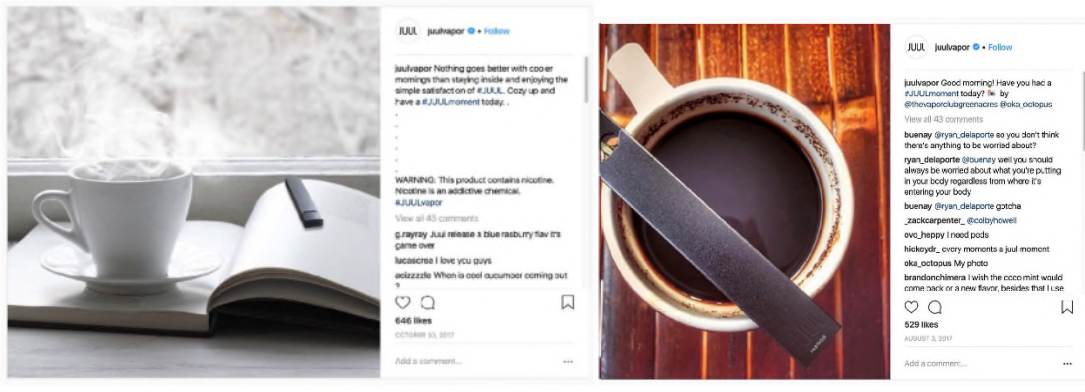 JUUL
juulvapor • Follow
juulvapor Nothing goes better with cooler
mornings than staying inside and enjoying the
simple satisfaction of #JUUL. Cozy up and
have a #JUULmoment today. .
.
.
.
.
.
.
WARNING: This product contains nicotine.
Nicotine is an addictive chemical.
#JUULvapor
View all 45 comments
g.rayray Juul release a blue rasburry flav it's
game over
lucascrea I love you guys
When is cool cucumber coming out
?
646 likes
OCTOBER 30, 2017
Add a comment...
JUUL
juulvapor • Follow
juulvapor Good morning! Have you had a
#JUULmoment today? by
@thevaporclubgreenacres @oka_octopus
View all 43 comments
buenay @ryan_delaporte so you don't think
there's anything to be worried about?
ryan_delaporte @buenay well you should
always be worried about what you're putting
in your body regardless from where it's
entering your body
buenay @ryan_delaporte gotcha
_zackcarpenter_ @colbyhowell
ovo_heppy I need pods
hickeydr_ every moments a juul moment
oka_octopus My photo
brandonchimera I wish the coco mint would
come back or a new flavor, besides that I use
529 likes
AUGUST 3, 2017
Add a comment...